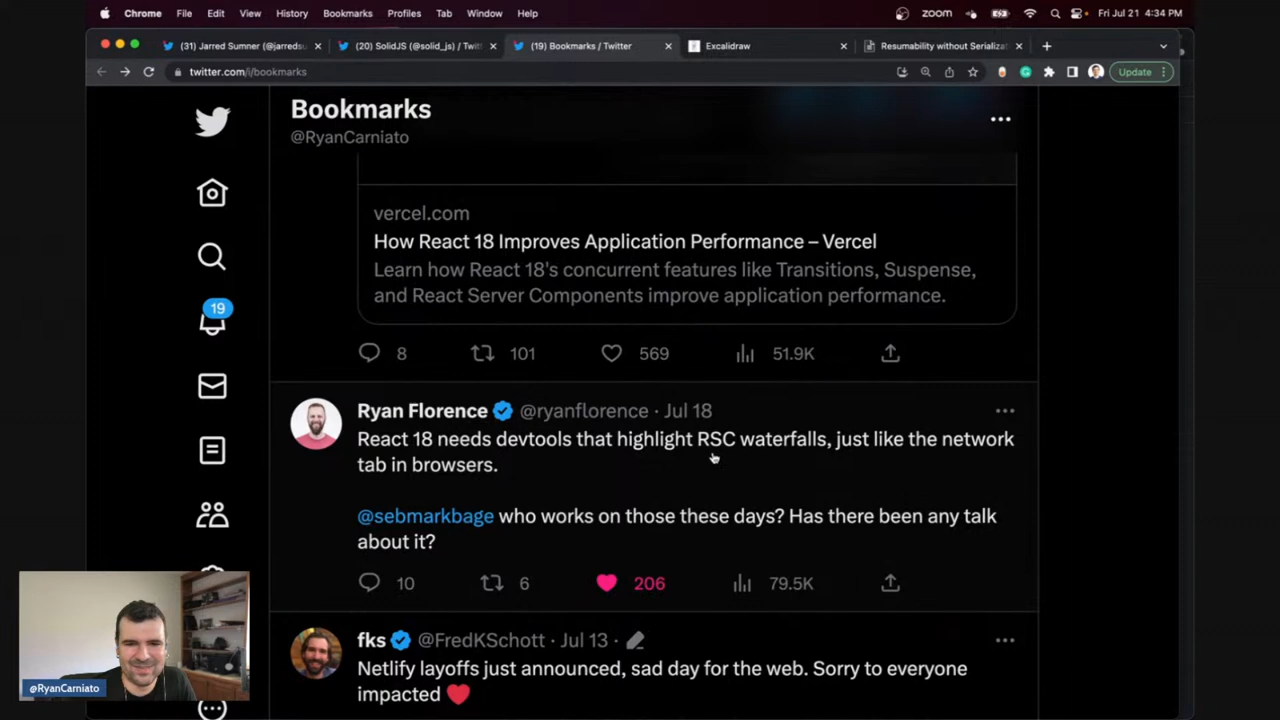 Chrome File Edit View History Bookmarks Profiles Tab Window Help zoom Fri Jul 21 4:34 PM
(31) Jarred Sumner (@jarredsu (20) SolidJS (@solid_js) / Twitt (19) Bookmarks / Twitter Excalidraw Resumability without Serializat
twitter.com/i/bookmarks Update
Bookmarks
@RyanCarniato
vercel.com
How React 18 Improves Application Performance – Vercel
Learn how React 18's concurrent features like Transitions, Suspense,
and React Server Components improve application performance.
19
8 101 569 51.9K
Ryan Florence @ryanflorence · Jul 18
React 18 needs devtools that highlight RSC waterfalls, just like the network
tab in browsers.
@sebmarkbage who works on those these days? Has there been any talk
about it?
10 6 206 79.5K
fks @FredKSchott · Jul 13 ·
Netlify layoffs just announced, sad day for the web. Sorry to everyone
impacted ❤️
@RyanCarniato